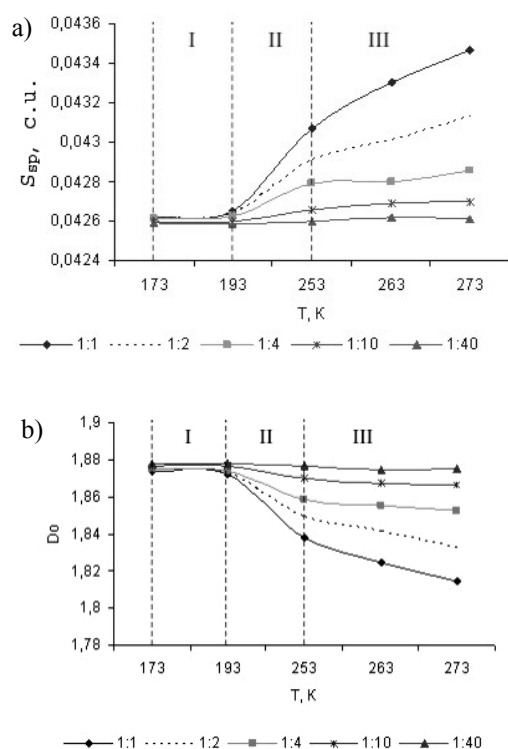 a)
0,0436
0,0434
0,0432
0,043
0,0428
0,0426
0,0424
S_sp, c.u.
I II III
173 193 253 263 273
T, K
1:1 1:2 1:4 1:10 1:40
b)
1,9
1,88
1,86
1,84
1,82
1,8
1,78
Do
I II III
173 193 253 263 273
T, K
1:1 1:2 1:4 1:10 1:40